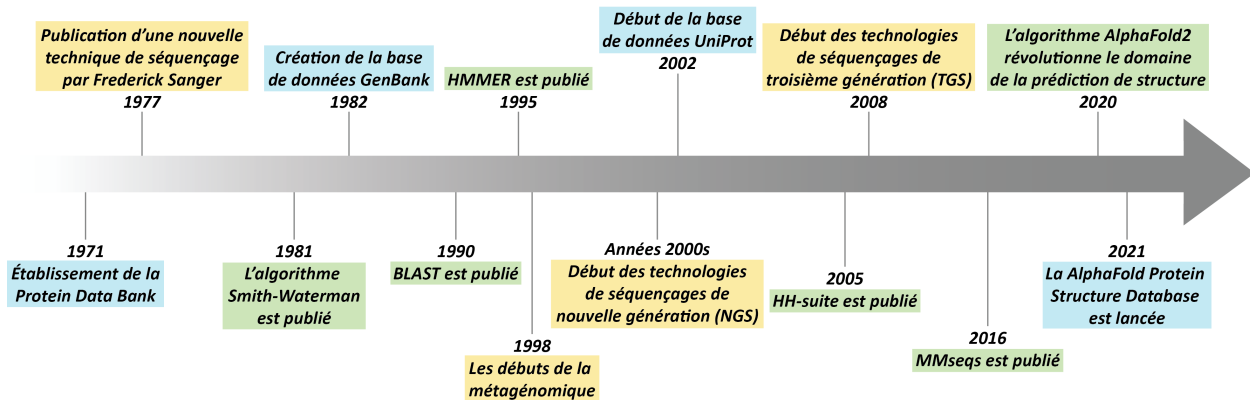 Publication d'une nouvelle
technique de séquençage
par Frederick Sanger
1977
Création de la base
de données GenBank
1982
HMMER est publié
1995
Début de la base
de données UniProt
2002
Début des technologies
de séquençages de
troisième génération (TGS)
2008
L'algorithme AlphaFold2
révolutionne le domaine
de la prédiction de structure
2020
1971
Établissement de la
Protein Data Bank
1981
L'algorithme
Smith-Waterman
est publié
1990
BLAST est publié
1998
Les débuts de la
métagénomique
Années 2000s
Début des technologies
de séquençages de
nouvelle génération (NGS)
2005
HH-suite est publié
2016
MMseqs est publié
2021
La AlphaFold Protein
Structure Database
est lancée